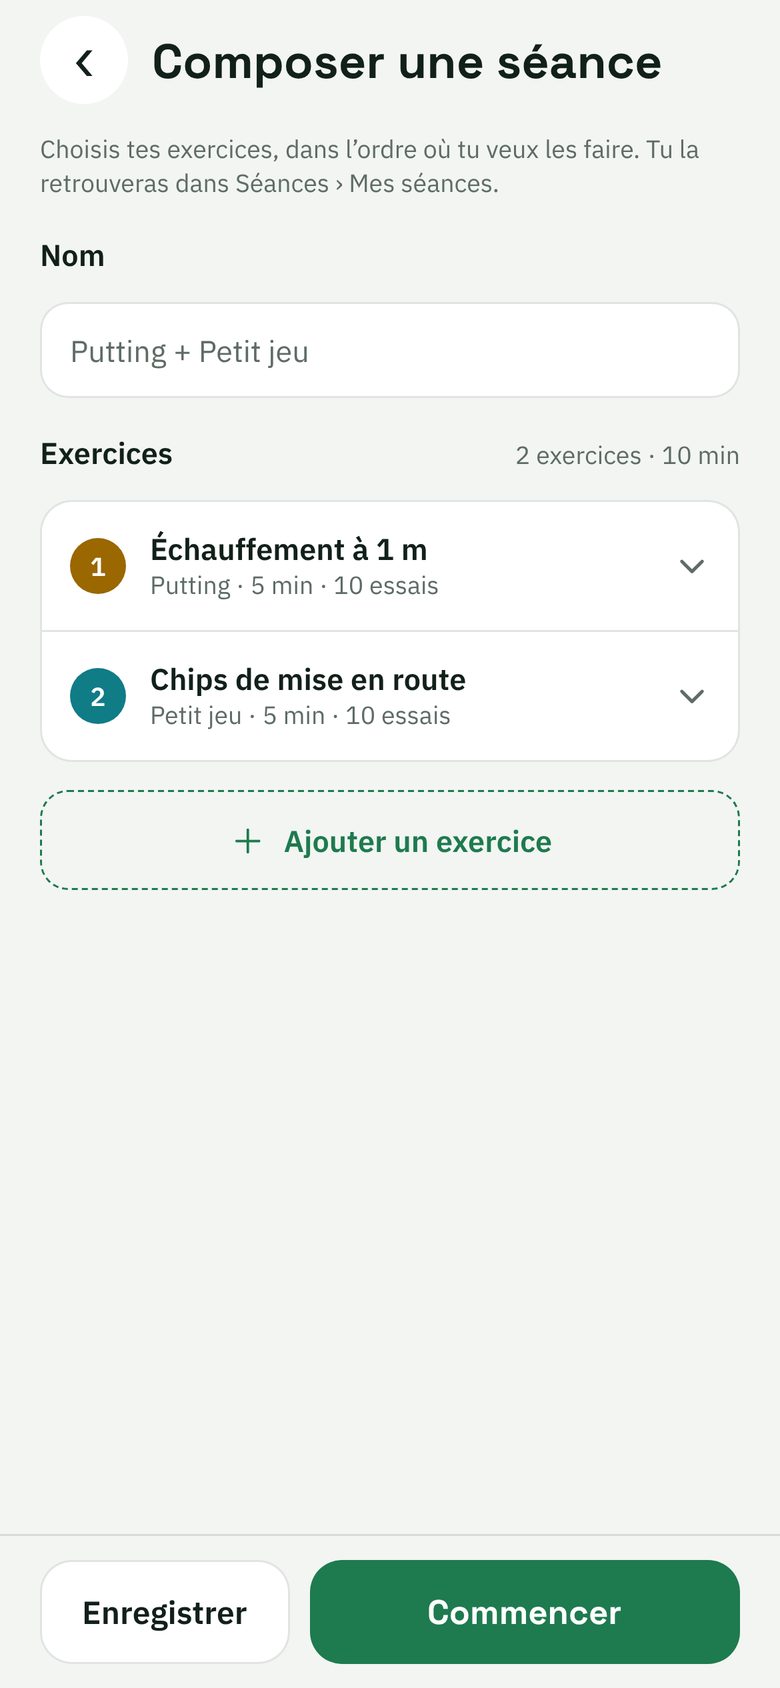 Composer une séance
Choisis tes exercices, dans l’ordre où tu veux les faire. Tu la
retrouveras dans Séances › Mes séances.
Nom
Putting + Petit jeu
Exercices
2 exercices · 10 min
1
Échauffement à 1 m
Putting · 5 min · 10 essais
2
Chips de mise en route
Petit jeu · 5 min · 10 essais
Ajouter un exercice
Enregistrer
Commencer